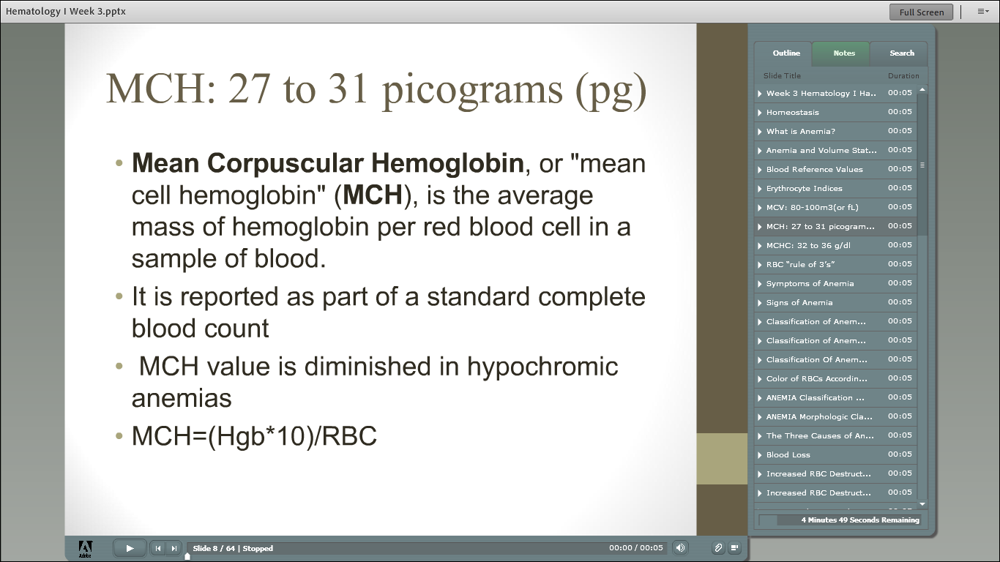 Hematology I Week 3.pptx
Full Screen
MCH: 27 to 31 picograms (pg)
• Mean Corpuscular Hemoglobin, or "mean
cell hemoglobin" (MCH), is the average
mass of hemoglobin per red blood cell in a
sample of blood.
• It is reported as part of a standard complete
blood count
• MCH value is diminished in hypochromic
anemias
• MCH=(Hgb*10)/RBC
Outline Notes Search
Slide Title Duration
Week 3 Hematology I Ha.. 00:05
Homeostasis 00:05
What is Anemia? 00:05
Anemia and Volume Stat... 00:05
Blood Reference Values 00:05
Erythrocyte Indices 00:05
MCV: 80-100m3(or fL) 00:05
MCH: 27 to 31 picogram... 00:05
MCHC: 32 to 36 g/dl 00:05
RBC “rule of 3’s” 00:05
Symptoms of Anemia 00:05
Signs of Anemia 00:05
Classification of Anem... 00:05
Classification of Anem... 00:05
Classification Of Anem... 00:05
Color of RBCs Accordin... 00:05
ANEMIA Classification ... 00:05
ANEMIA Morphologic Cla... 00:05
The Three Causes of An... 00:05
Blood Loss 00:05
Increased RBC Destruct... 00:05
Increased RBC Destruct... 00:05
4 Minutes 49 Seconds Remaining
Adobe
Slide 8 / 64 | Stopped
00:00 / 00:05